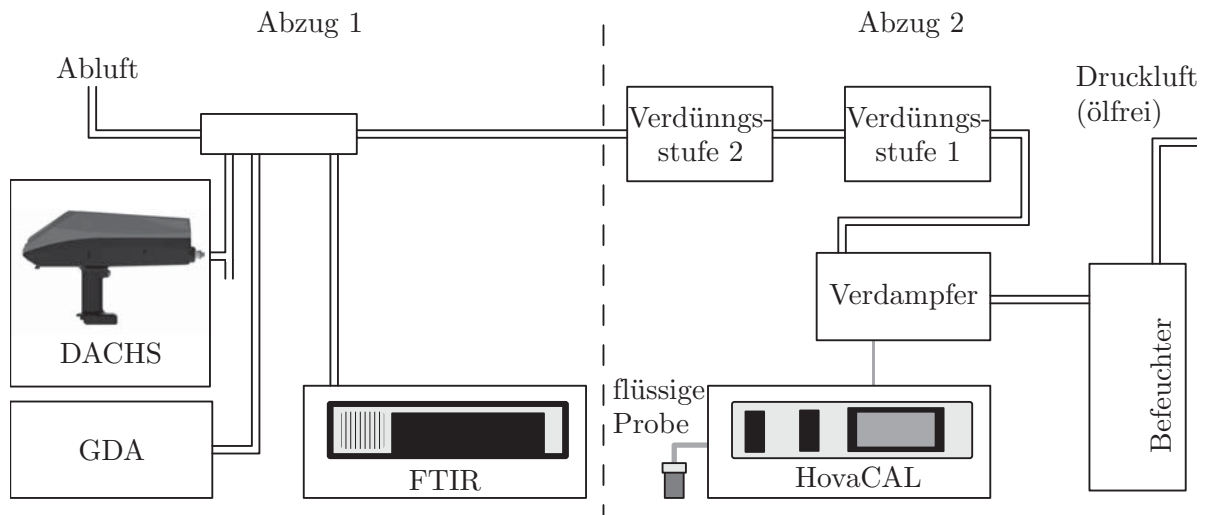 Abzug 1
Abzug 2
Abluft
Druckluft
(ölfrei)
Verdünngs-
stufe 2
Verdünngs-
stufe 1
Verdampfer
DACHS
flüssige
Probe
Befeuchter
GDA
FTIR
HovaCAL